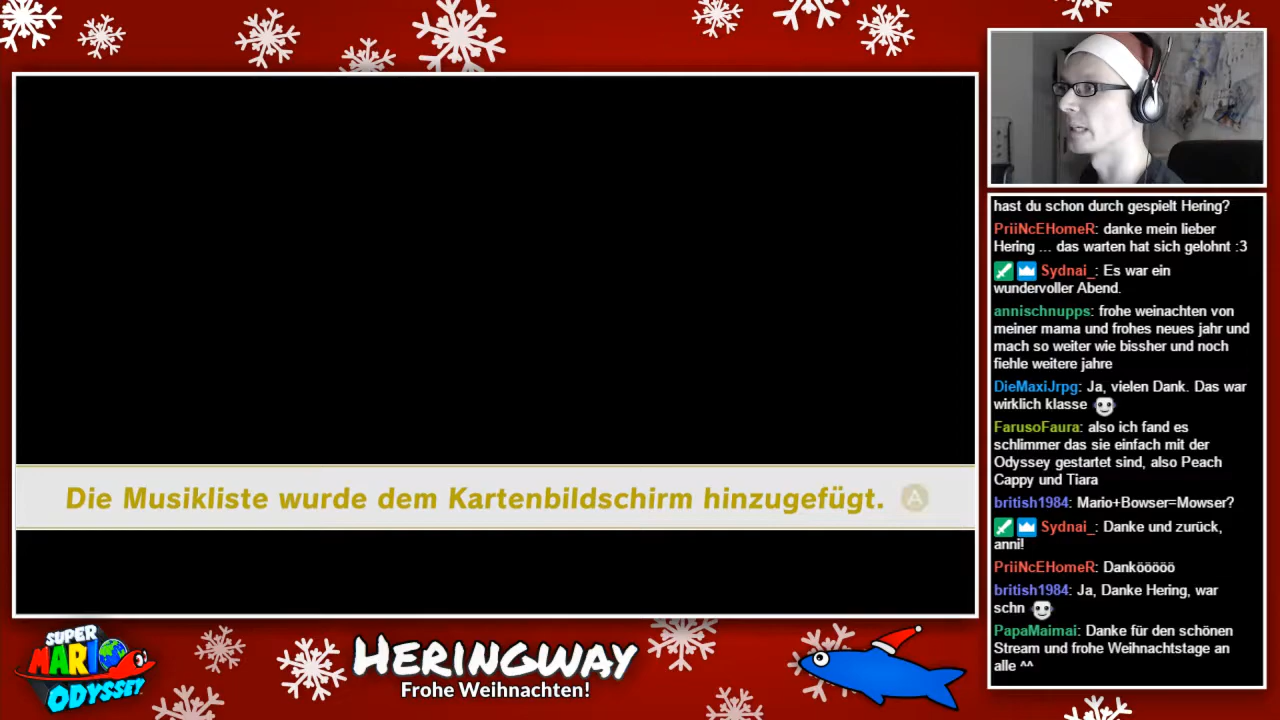 Die Musikliste wurde dem Kartenbildschirm hinzugefügt. A
hast du schon durch gespielt Hering?
PriiNcEHomeR: danke mein lieber
Hering ... das warten hat sich gelohnt :3
Sydnai_: Es war ein
wundervoller Abend.
annischnupps: frohe weinachten von
meiner mama und frohes neues jahr und
mach so weiter wie bissher und noch
fiehle weitere jahre
DieMaxiJrpg: Ja, vielen Dank. Das war
wirklich klasse
FarusoFaura: also ich fand es
schlimmer das sie einfach mit der
Odyssey gestartet sind, also Peach
Cappy und Tiara
british1984: Mario+Bowser=Mowser?
Sydnai_: Danke und zurück,
anni!
PriiNcEHomeR: Dankööööö
british1984: Ja, Danke Hering, war
schn
PapaMaimai: Danke für den schönen
Stream und frohe Weihnachtstage an
alle ^^
SUPER
MARIO
ODYSSEY
HERINGWAY
Frohe Weihnachten!